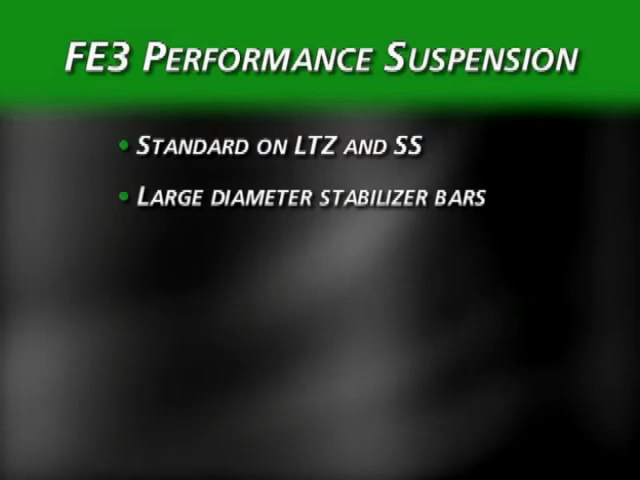 FE3 PERFORMANCE SUSPENSION
• STANDARD ON LTZ AND SS
• LARGE DIAMETER STABILIZER BARS